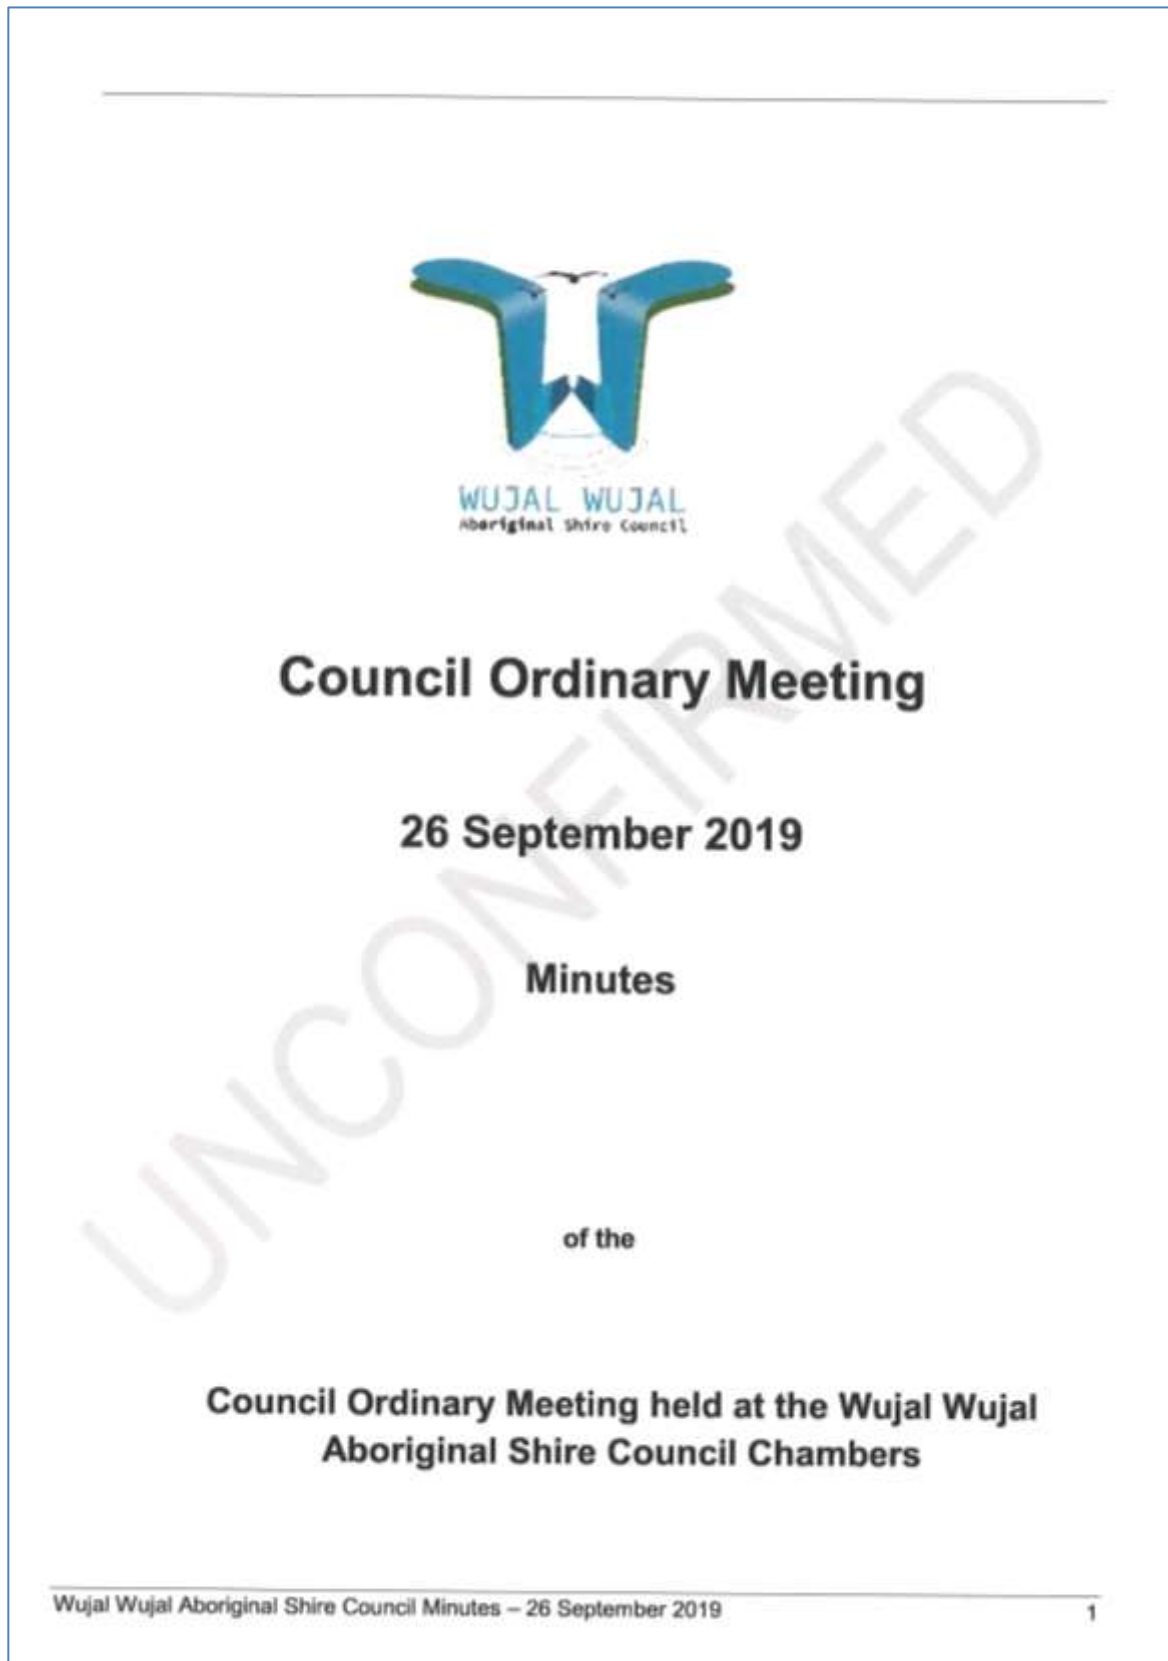 WUJAL WUJAL
Aboriginal Shire Council
Council Ordinary Meeting
26 September 2019
Minutes
UNCONFIRMED
of the
Council Ordinary Meeting held at the Wujal Wujal
Aboriginal Shire Council Chambers
Wujal Wujal Aboriginal Shire Council Minutes – 26 September 2019 1